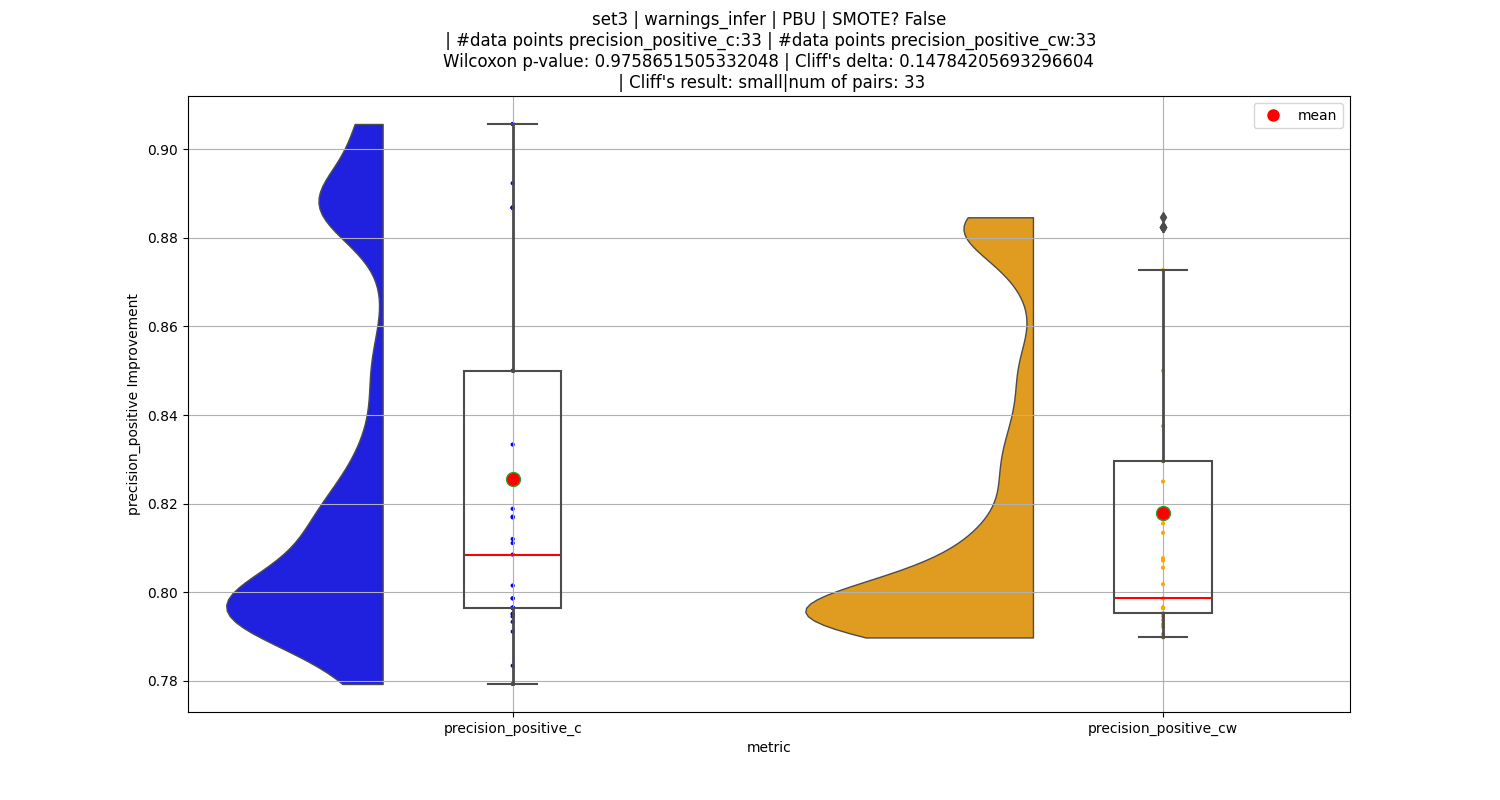 set3 | warnings_infer | PBU | SMOTE? False
| #data points precision_positive_c:33 | #data points precision_positive_cw:33
Wilcoxon p-value: 0.9758651505332048 | Cliff's delta: 0.14784205693296604
| Cliff's result: small|num of pairs: 33
mean
0.90
0.88
0.86
0.84
0.82
0.80
0.78
precision_positive Improvement
precision_positive_c
precision_positive_cw
metric